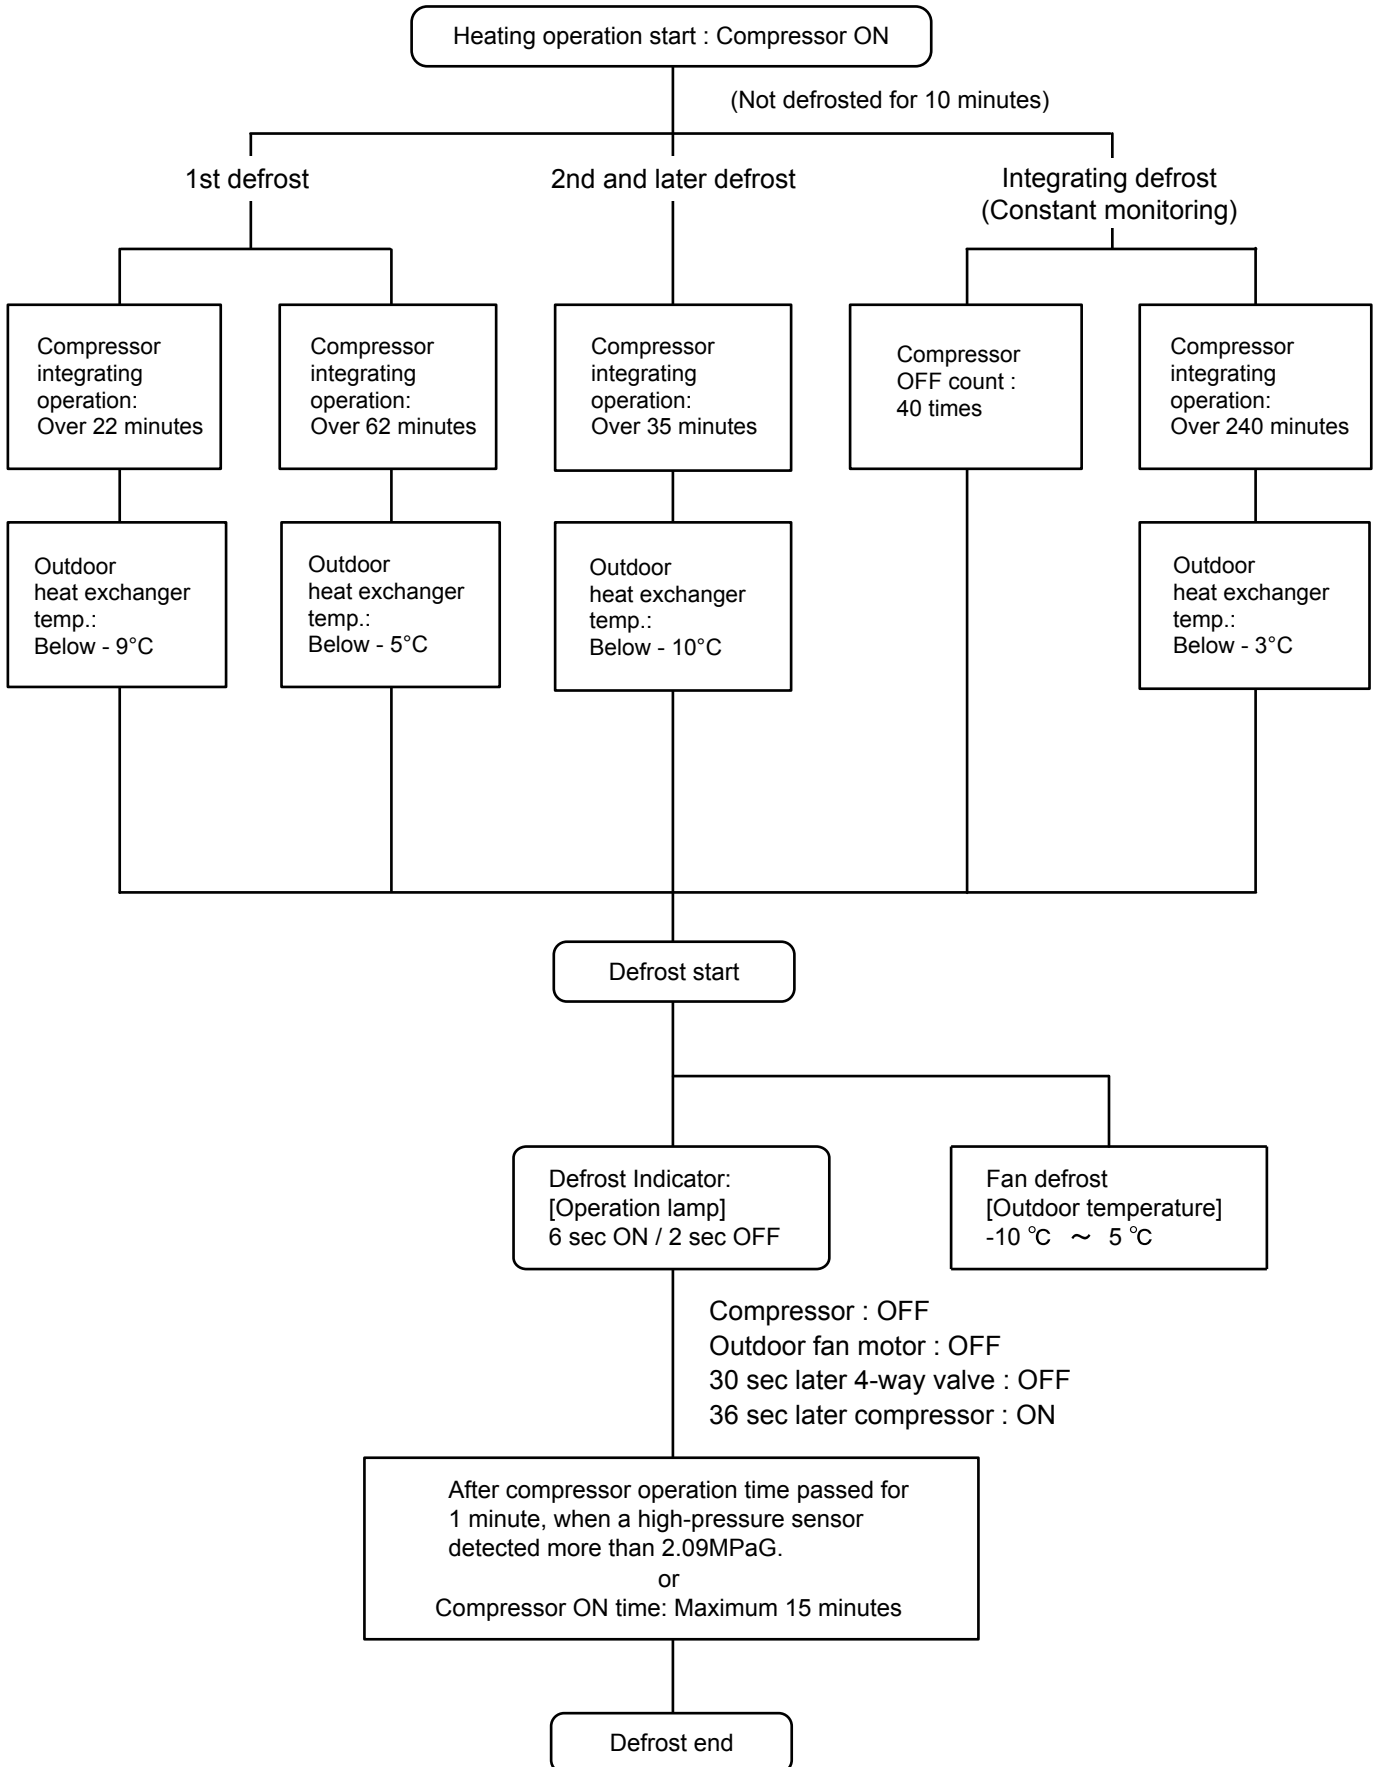 Heating operation start : Compressor ON
(Not defrosted for 10 minutes)
1st defrost
2nd and later defrost
Integrating defrost
(Constant monitoring)
Compressor
integrating
operation:
Over 22 minutes
Compressor
integrating
operation:
Over 62 minutes
Compressor
integrating
operation:
Over 35 minutes
Compressor
OFF count :
40 times
Compressor
integrating
operation:
Over 240 minutes
Outdoor
heat exchanger
temp.:
Below - 9°C
Outdoor
heat exchanger
temp.:
Below - 5°C
Outdoor
heat exchanger
temp.:
Below - 10°C
Outdoor
heat exchanger
temp.:
Below - 3°C
Defrost start
Defrost Indicator:
[Operation lamp]
6 sec ON / 2 sec OFF
Fan defrost
[Outdoor temperature]
-10 ℃ ～ 5 ℃
Compressor : OFF
Outdoor fan motor : OFF
30 sec later 4-way valve : OFF
36 sec later compressor : ON
After compressor operation time passed for
1 minute, when a high-pressure sensor
detected more than 2.09MPaG.
or
Compressor ON time: Maximum 15 minutes
Defrost end